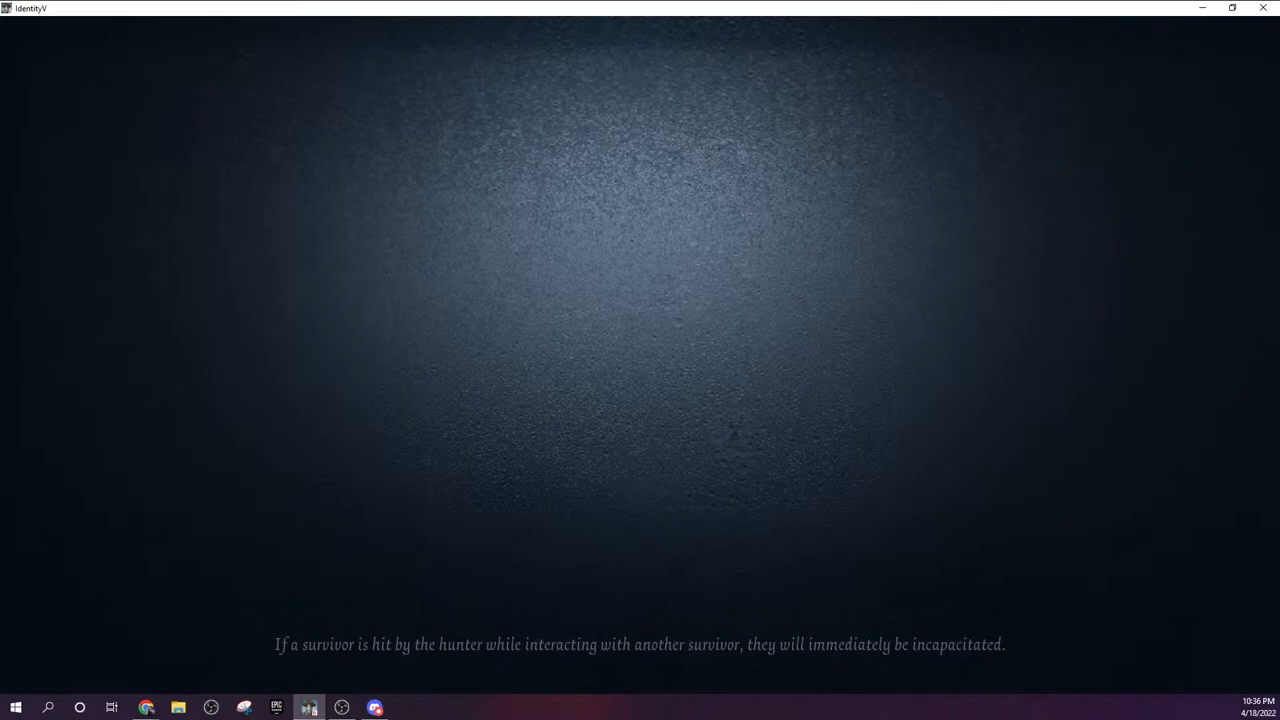 IdentityV
If a survivor is hit by the hunter while interacting with another survivor, they will immediately be incapacitated.
EPIC
10:36 PM
4/18/2022